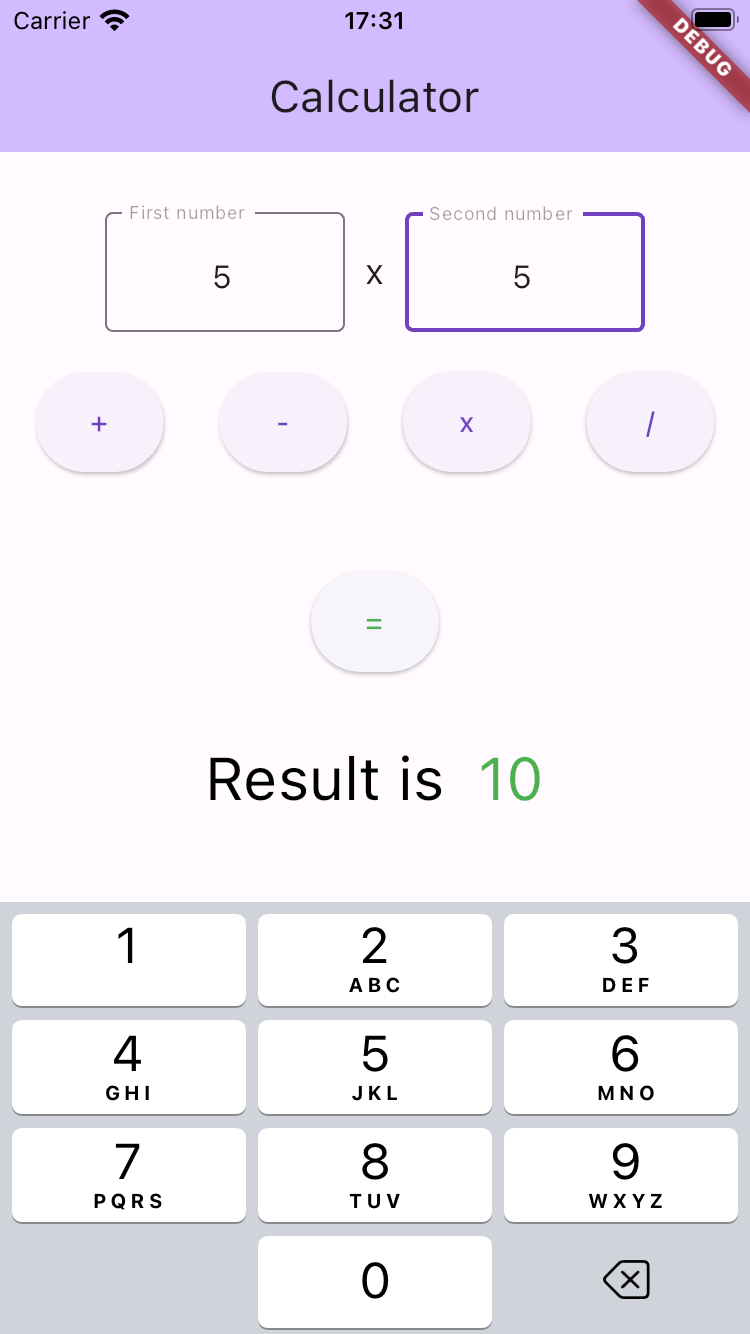 Carrier 17:31
DEBUG
Calculator
First number Second number
5 X 5
+ - x /
=
Result is 10
1 2 3
ABC DEF
4 5 6
GHI JKL MNO
7 8 9
PQRS TUV WXYZ
0